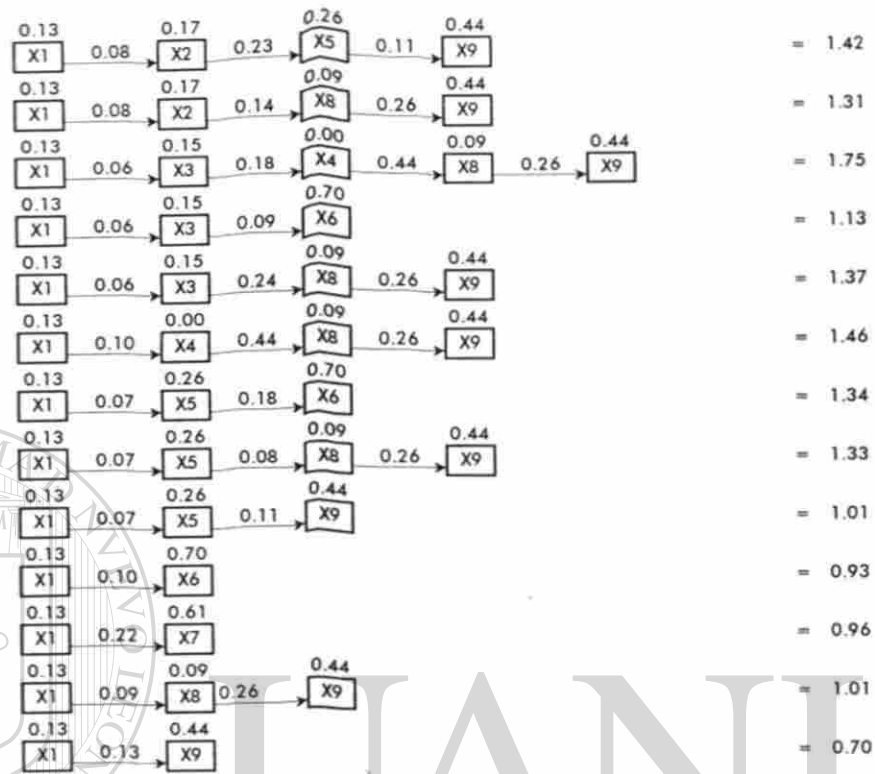 0.13 0.17 0.26 0.44
X1 0.08 X2 0.23 X5 0.11 X9 = 1.42
0.13 0.17 0.09 0.44
X1 0.08 X2 0.14 X8 0.26 X9 = 1.31
0.13 0.15 0.00 0.09 0.44
X1 0.06 X3 0.18 X4 0.44 X8 0.26 X9 = 1.75
0.13 0.15 0.70
X1 0.06 X3 0.09 X6 = 1.13
0.13 0.15 0.09 0.44
X1 0.06 X3 0.24 X8 0.26 X9 = 1.37
0.13 0.00 0.09 0.44
X1 0.10 X4 0.44 X8 0.26 X9 = 1.46
0.13 0.26 0.70
X1 0.07 X5 0.18 X6 = 1.34
0.13 0.26 0.09 0.44
X1 0.07 X5 0.08 X8 0.26 X9 = 1.33
0.13 0.26 0.44
X1 0.07 X5 0.11 X9 = 1.01
0.13 0.70
X1 0.10 X6 = 0.93
0.13 0.61
X1 0.22 X7 = 0.96
0.13 0.09 0.44
X1 0.09 X8 0.26 X9 = 1.01
0.13 0.44
X1 0.13 X9 = 0.70
UANL